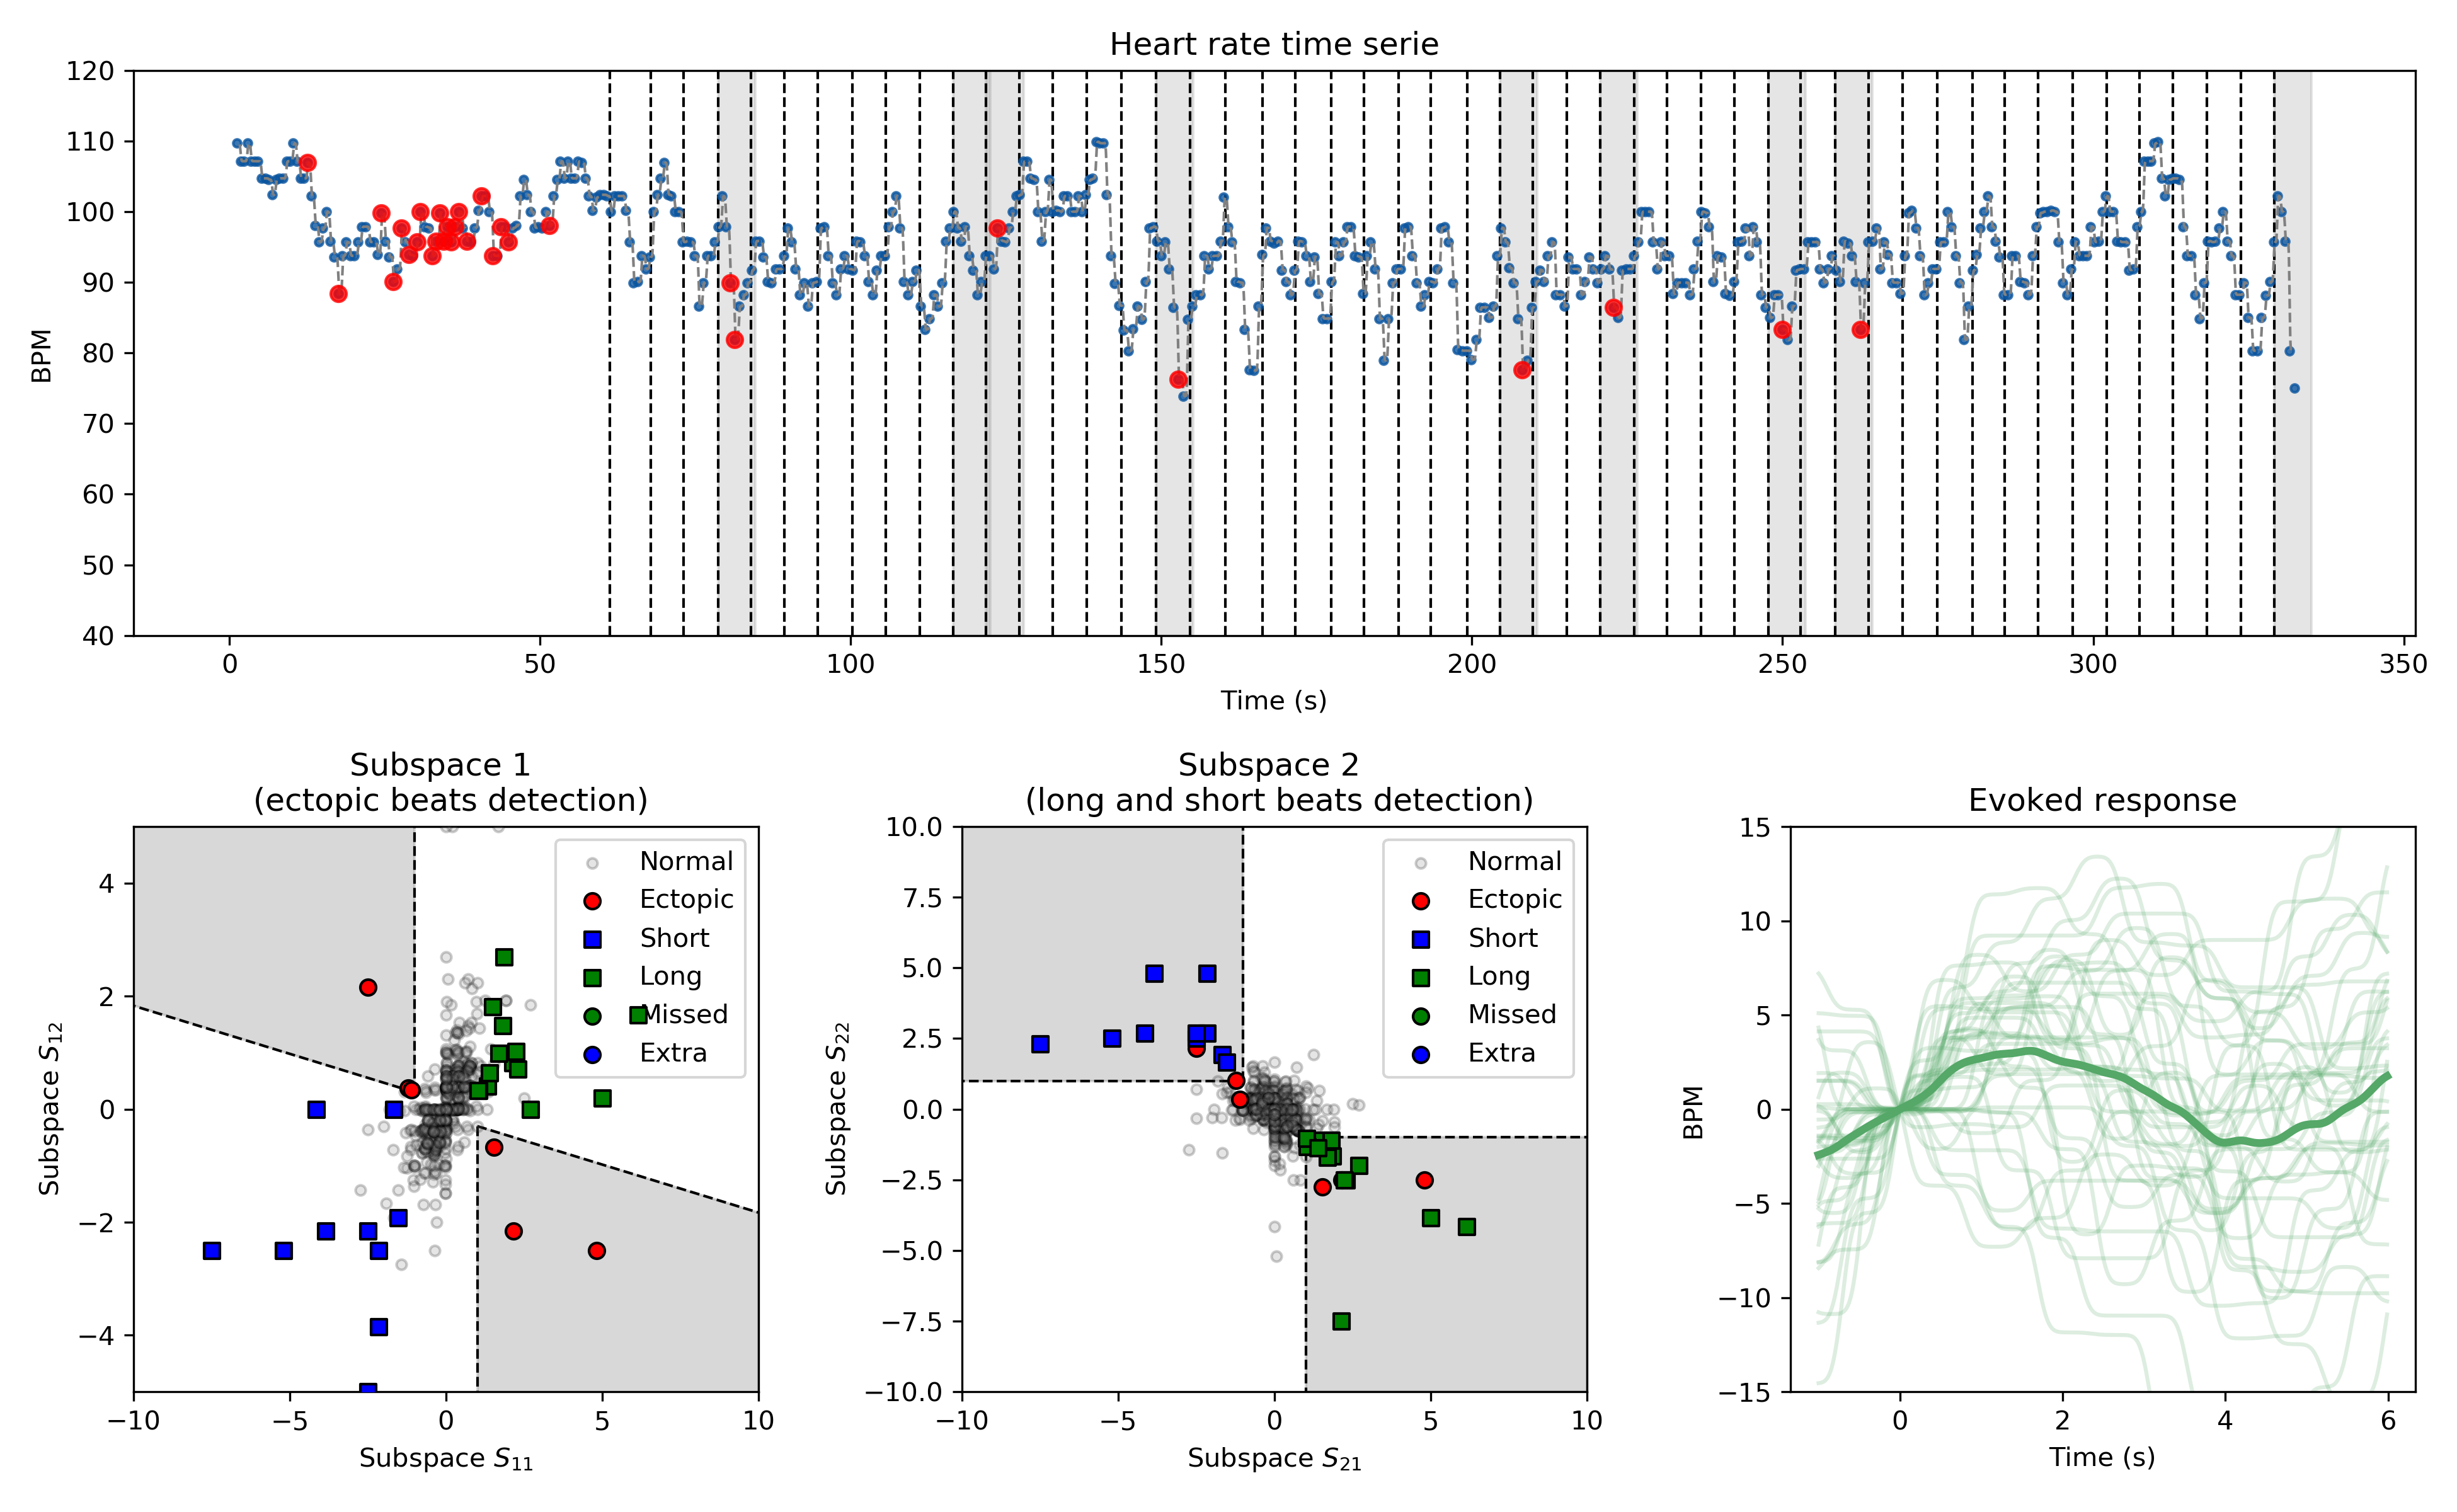 Heart rate time serie
120
110
100
90
80
70
60
50
40
BPM
0 50 100 150 200 250 300 350
Time (s)
Subspace 1
(ectopic beats detection)
4
2
0
−2
−4
Subspace S12
Normal
Ectopic
Short
Long
Missed
Extra
−10 −5 0 5 10
Subspace S11
Subspace 2
(long and short beats detection)
10.0
7.5
5.0
2.5
0.0
−2.5
−5.0
−7.5
−10.0
Subspace S22
Normal
Ectopic
Short
Long
Missed
Extra
−10 −5 0 5 10
Subspace S21
Evoked response
15
10
5
0
−5
−10
−15
BPM
0 2 4 6
Time (s)